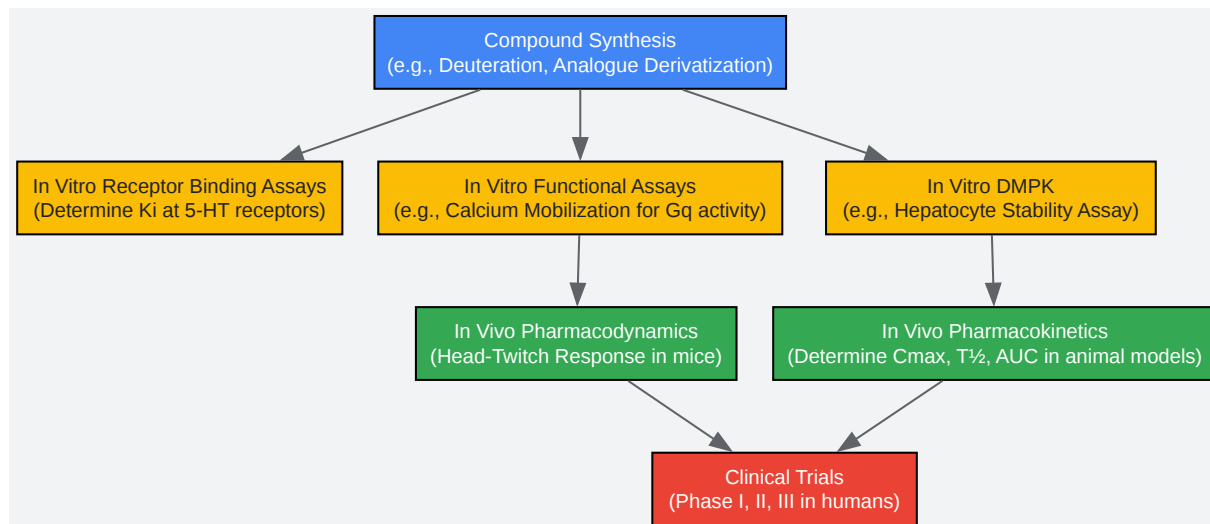 Compound Synthesis
(e.g., Deuteration, Analogue Derivatization)
In Vitro Receptor Binding Assays
(Determine Ki at 5-HT receptors)
In Vitro Functional Assays
(e.g., Calcium Mobilization for Gq activity)
In Vitro DMPK
(e.g., Hepatocyte Stability Assay)
In Vivo Pharmacodynamics
(Head-Twitch Response in mice)
In Vivo Pharmacokinetics
(Determine Cmax, T½, AUC in animal models)
Clinical Trials
(Phase I, II, III in humans)